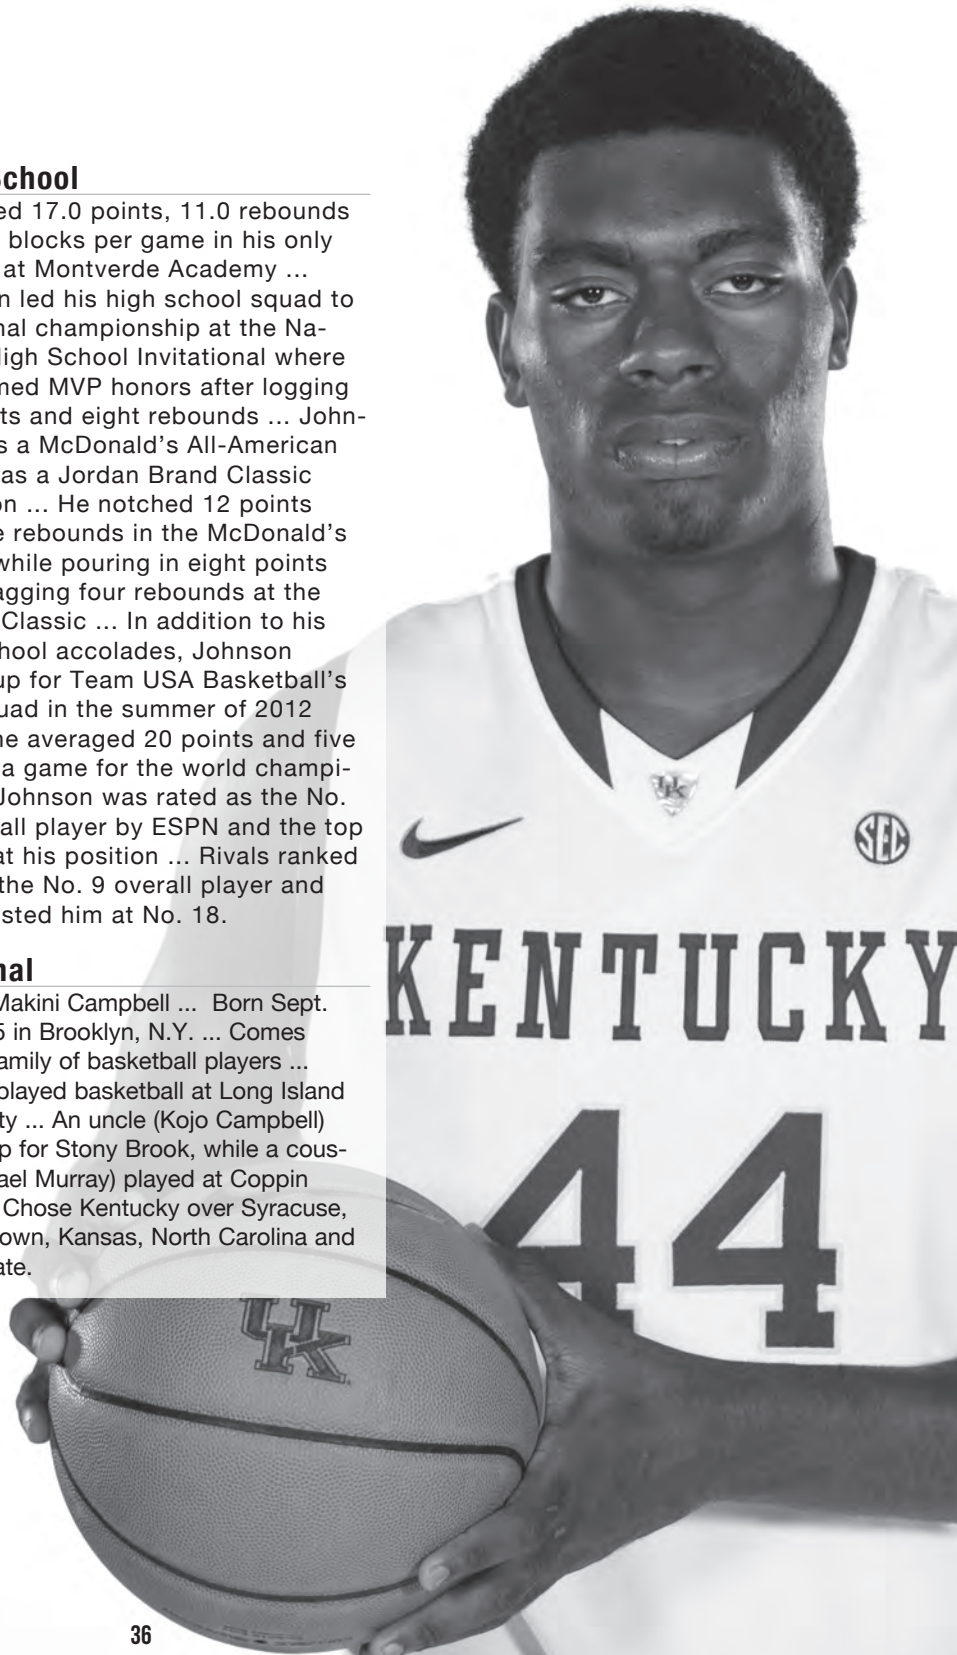 School
ed 17.0 points, 11.0 rebounds
blocks per game in his only
at Montverde Academy ...
n led his high school squad to
nal championship at the Na-
High School Invitational where
med MVP honors after logging
ts and eight rebounds ... John-
s a McDonald's All-American
as a Jordan Brand Classic
on ... He notched 12 points
e rebounds in the McDonald's
while pouring in eight points
agging four rebounds at the
Classic ... In addition to his
chool accolades, Johnson
up for Team USA Basketball's
uad in the summer of 2012
he averaged 20 points and five
a game for the world champi-
Johnson was rated as the No.
all player by ESPN and the top
at his position ... Rivals ranked
the No. 9 overall player and
sted him at No. 18.
nal
Makini Campbell ... Born Sept.
5 in Brooklyn, N.Y. ... Comes
amily of basketball players ...
played basketball at Long Island
ty ... An uncle (Kojo Campbell)
p for Stony Brook, while a cous-
ael Murray) played at Coppin
Chose Kentucky over Syracuse,
own, Kansas, North Carolina and
ate.
UK
SEC
KENTUCKY
44
UK
36